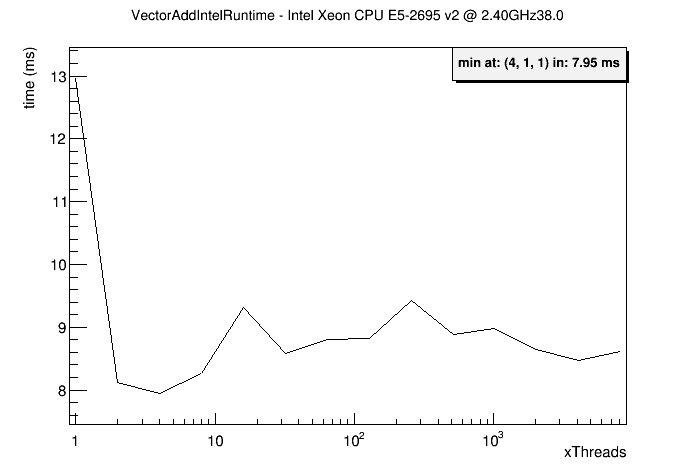 VectorAddIntelRuntime - Intel Xeon CPU E5-2695 v2 @ 2.40GHz38.0
time (ms)
min at: (4, 1, 1) in: 7.95 ms
13
12
11
10
9
8
1 10 10² 10³
xThreads